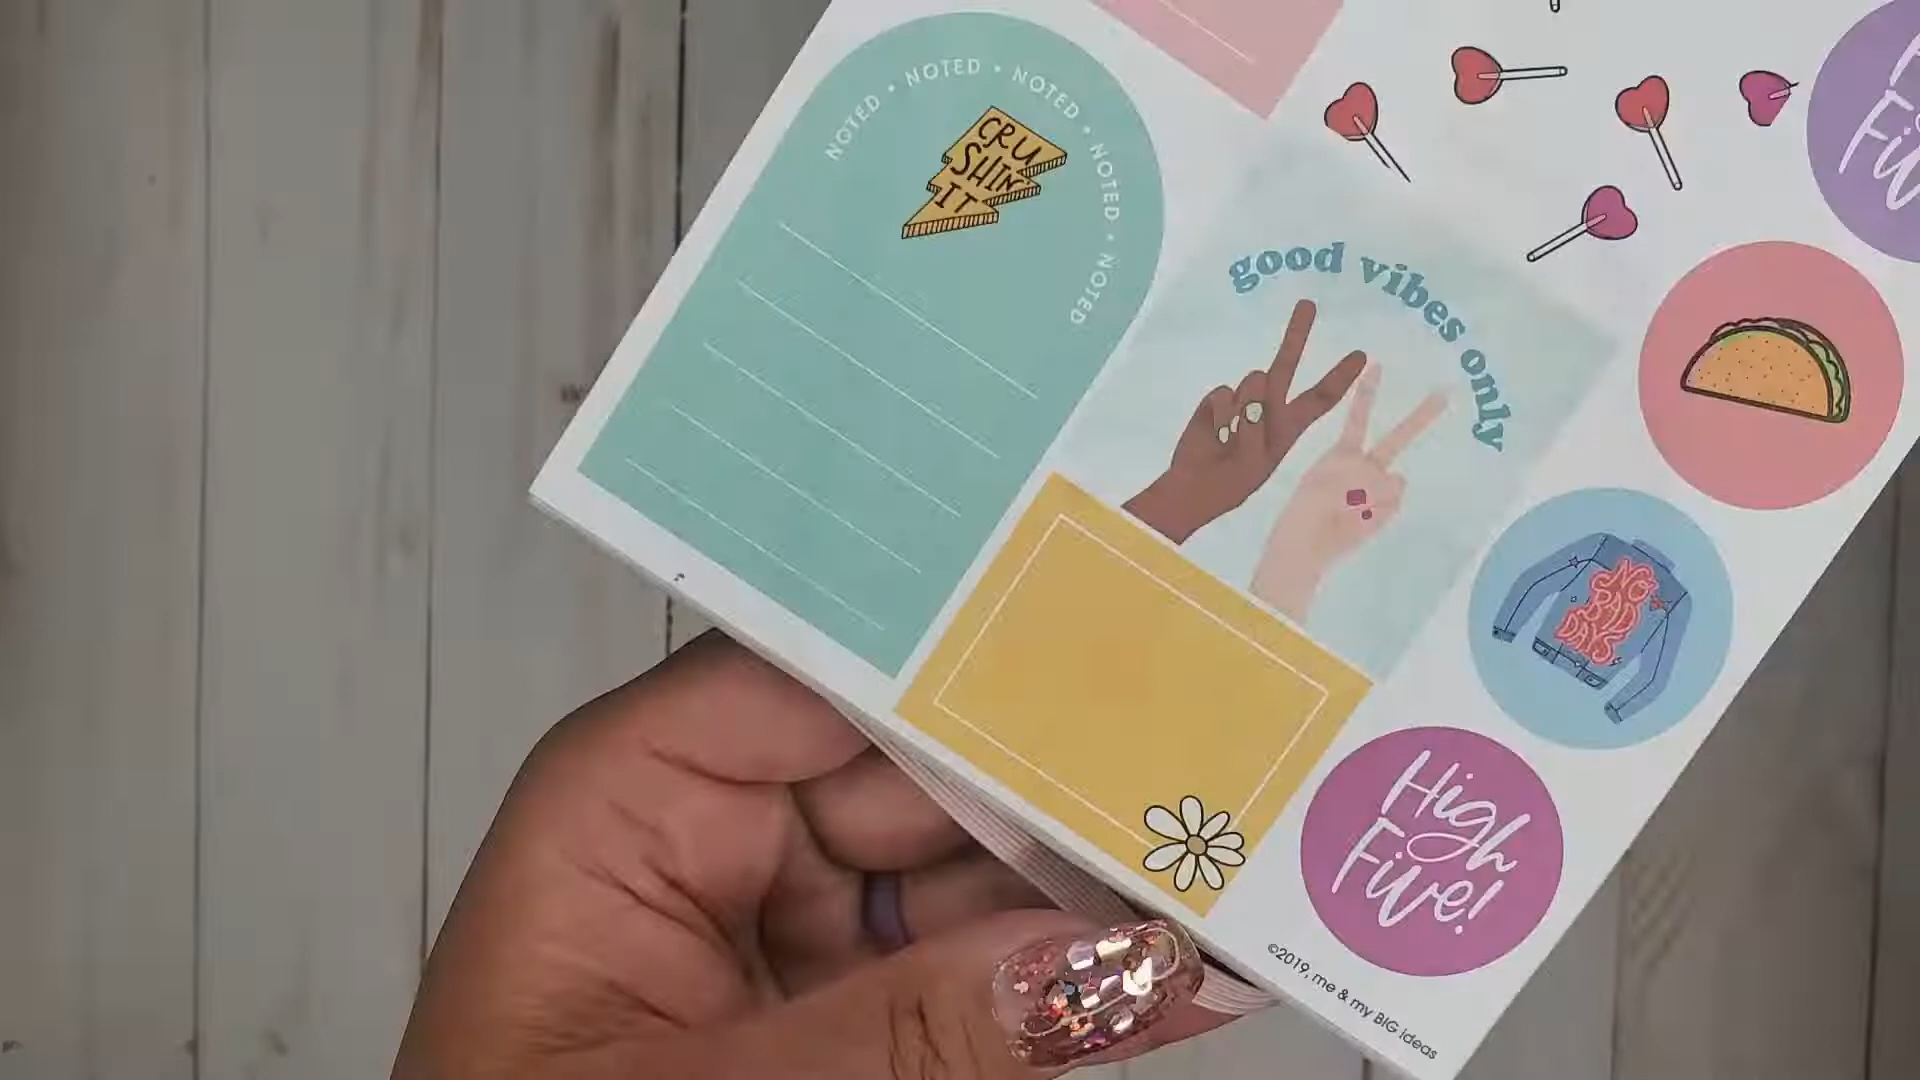 NOTED • NOTED • NOTED • NOTED • NOTED
CRU
SHIN
IT
good vibes only
NO
BAD
DAYS
High
Five!
©2019, me & my BIG ideas